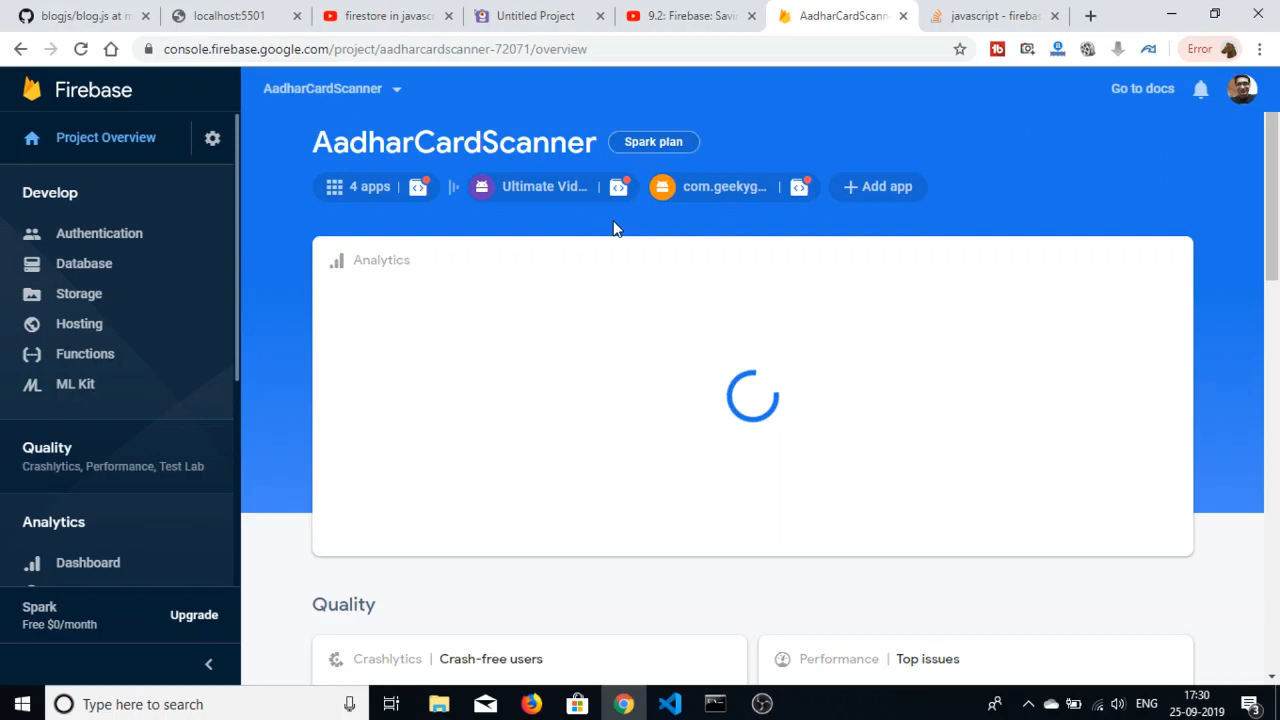 blogjs/blog.js at m
localhost:5501
firestore in javasc
Untitled Project
9.2: Firebase: Savi
AadharCardScann
javascript - firebas
console.firebase.google.com/project/aadharcardscanner-72071/overview
Error
Firebase
AadharCardScanner
Go to docs
Project Overview
AadharCardScanner
Spark plan
4 apps
Ultimate Vid...
com.geekyg...
Add app
Develop
Authentication
Database
Storage
Hosting
Functions
ML Kit
Analytics
Quality
Crashlytics, Performance, Test Lab
Analytics
Dashboard
Spark
Free $0/month
Upgrade
Quality
Crashlytics | Crash-free users
Performance | Top issues
Type here to search
ENG
17:30
25-09-2019
3